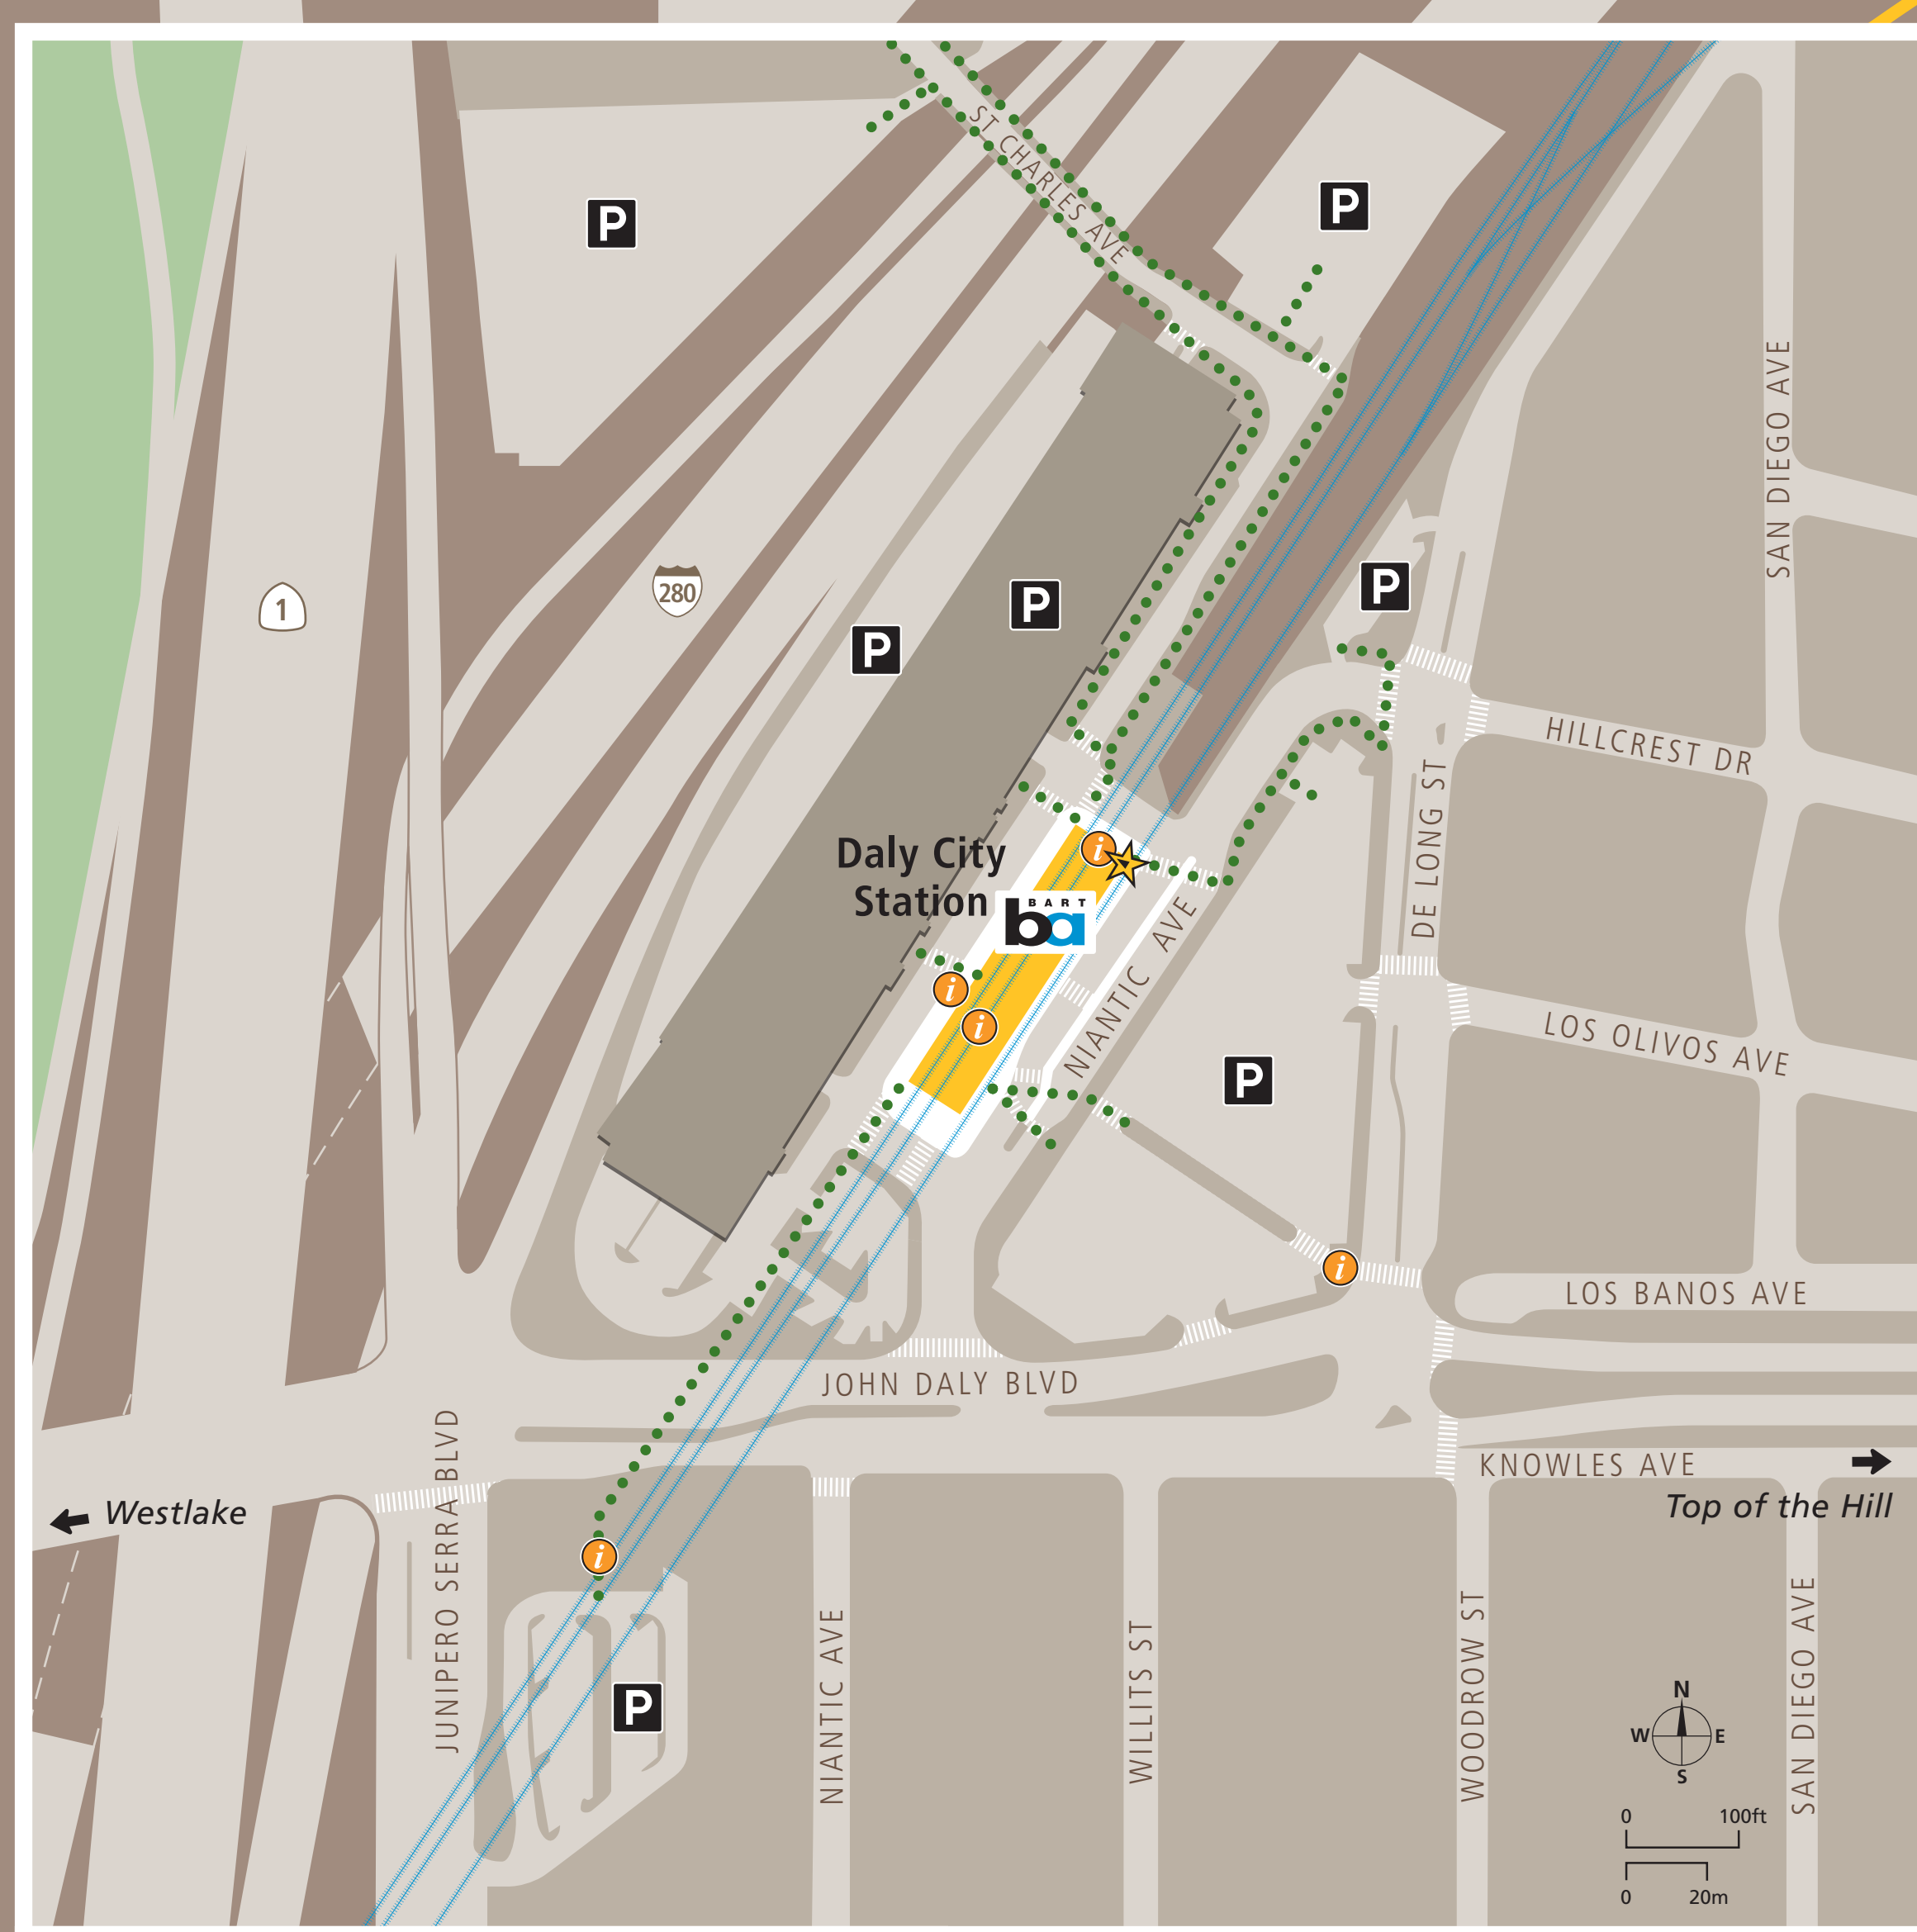 ST CHARLES AVE
P
P
SAN DIEGO AVE
280
1
P
P
P
HILLCREST DR
DE LONG ST
Daly City
Station
i
BART
ba
NIANTIC AVE
i
i
LOS OLIVOS AVE
P
i
LOS BANOS AVE
JOHN DALY BLVD
KNOWLES AVE
Westlake
Top of the Hill
JUNIPERO SERRA BLVD
i
P
NIANTIC AVE
WILLITS ST
WOODROW ST
SAN DIEGO AVE
N
W E
S
0 100ft
0 20m